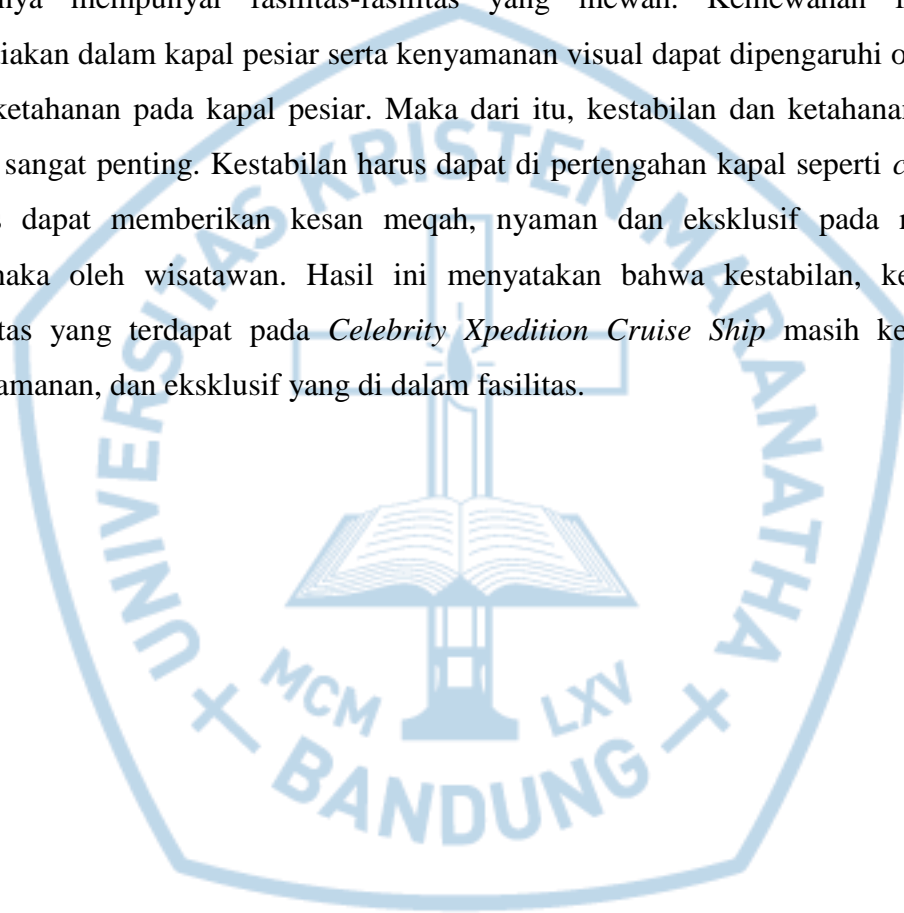 nya mempunyai fasilitas-fasilitas yang mewah. Kemewahan
iakan dalam kapal pesiar serta kenyamanan visual dapat dipengaruhi o
ketahanan pada kapal pesiar. Maka dari itu, kestabilan dan ketahanan
sangat penting. Kestabilan harus dapat di pertengahan kapal seperti c
s dapat memberikan kesan meqah, nyaman dan eksklusif pada
naka oleh wisatawan. Hasil ini menyatakan bahwa kestabilan, ke
tas yang terdapat pada Celebrity Xpedition Cruise Ship masih ke
amanan, dan eksklusif yang di dalam fasilitas.
UNIVERSITAS KRISTEN MARANATHA
MCM LXV
BANDUNG